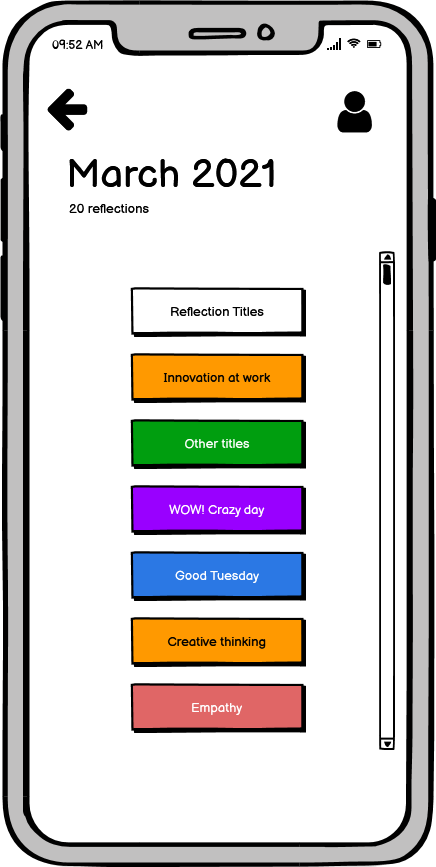 09:52 AM
March 2021
20 reflections
Reflection Titles
Innovation at work
Other titles
WOW! Crazy day
Good Tuesday
Creative thinking
Empathy